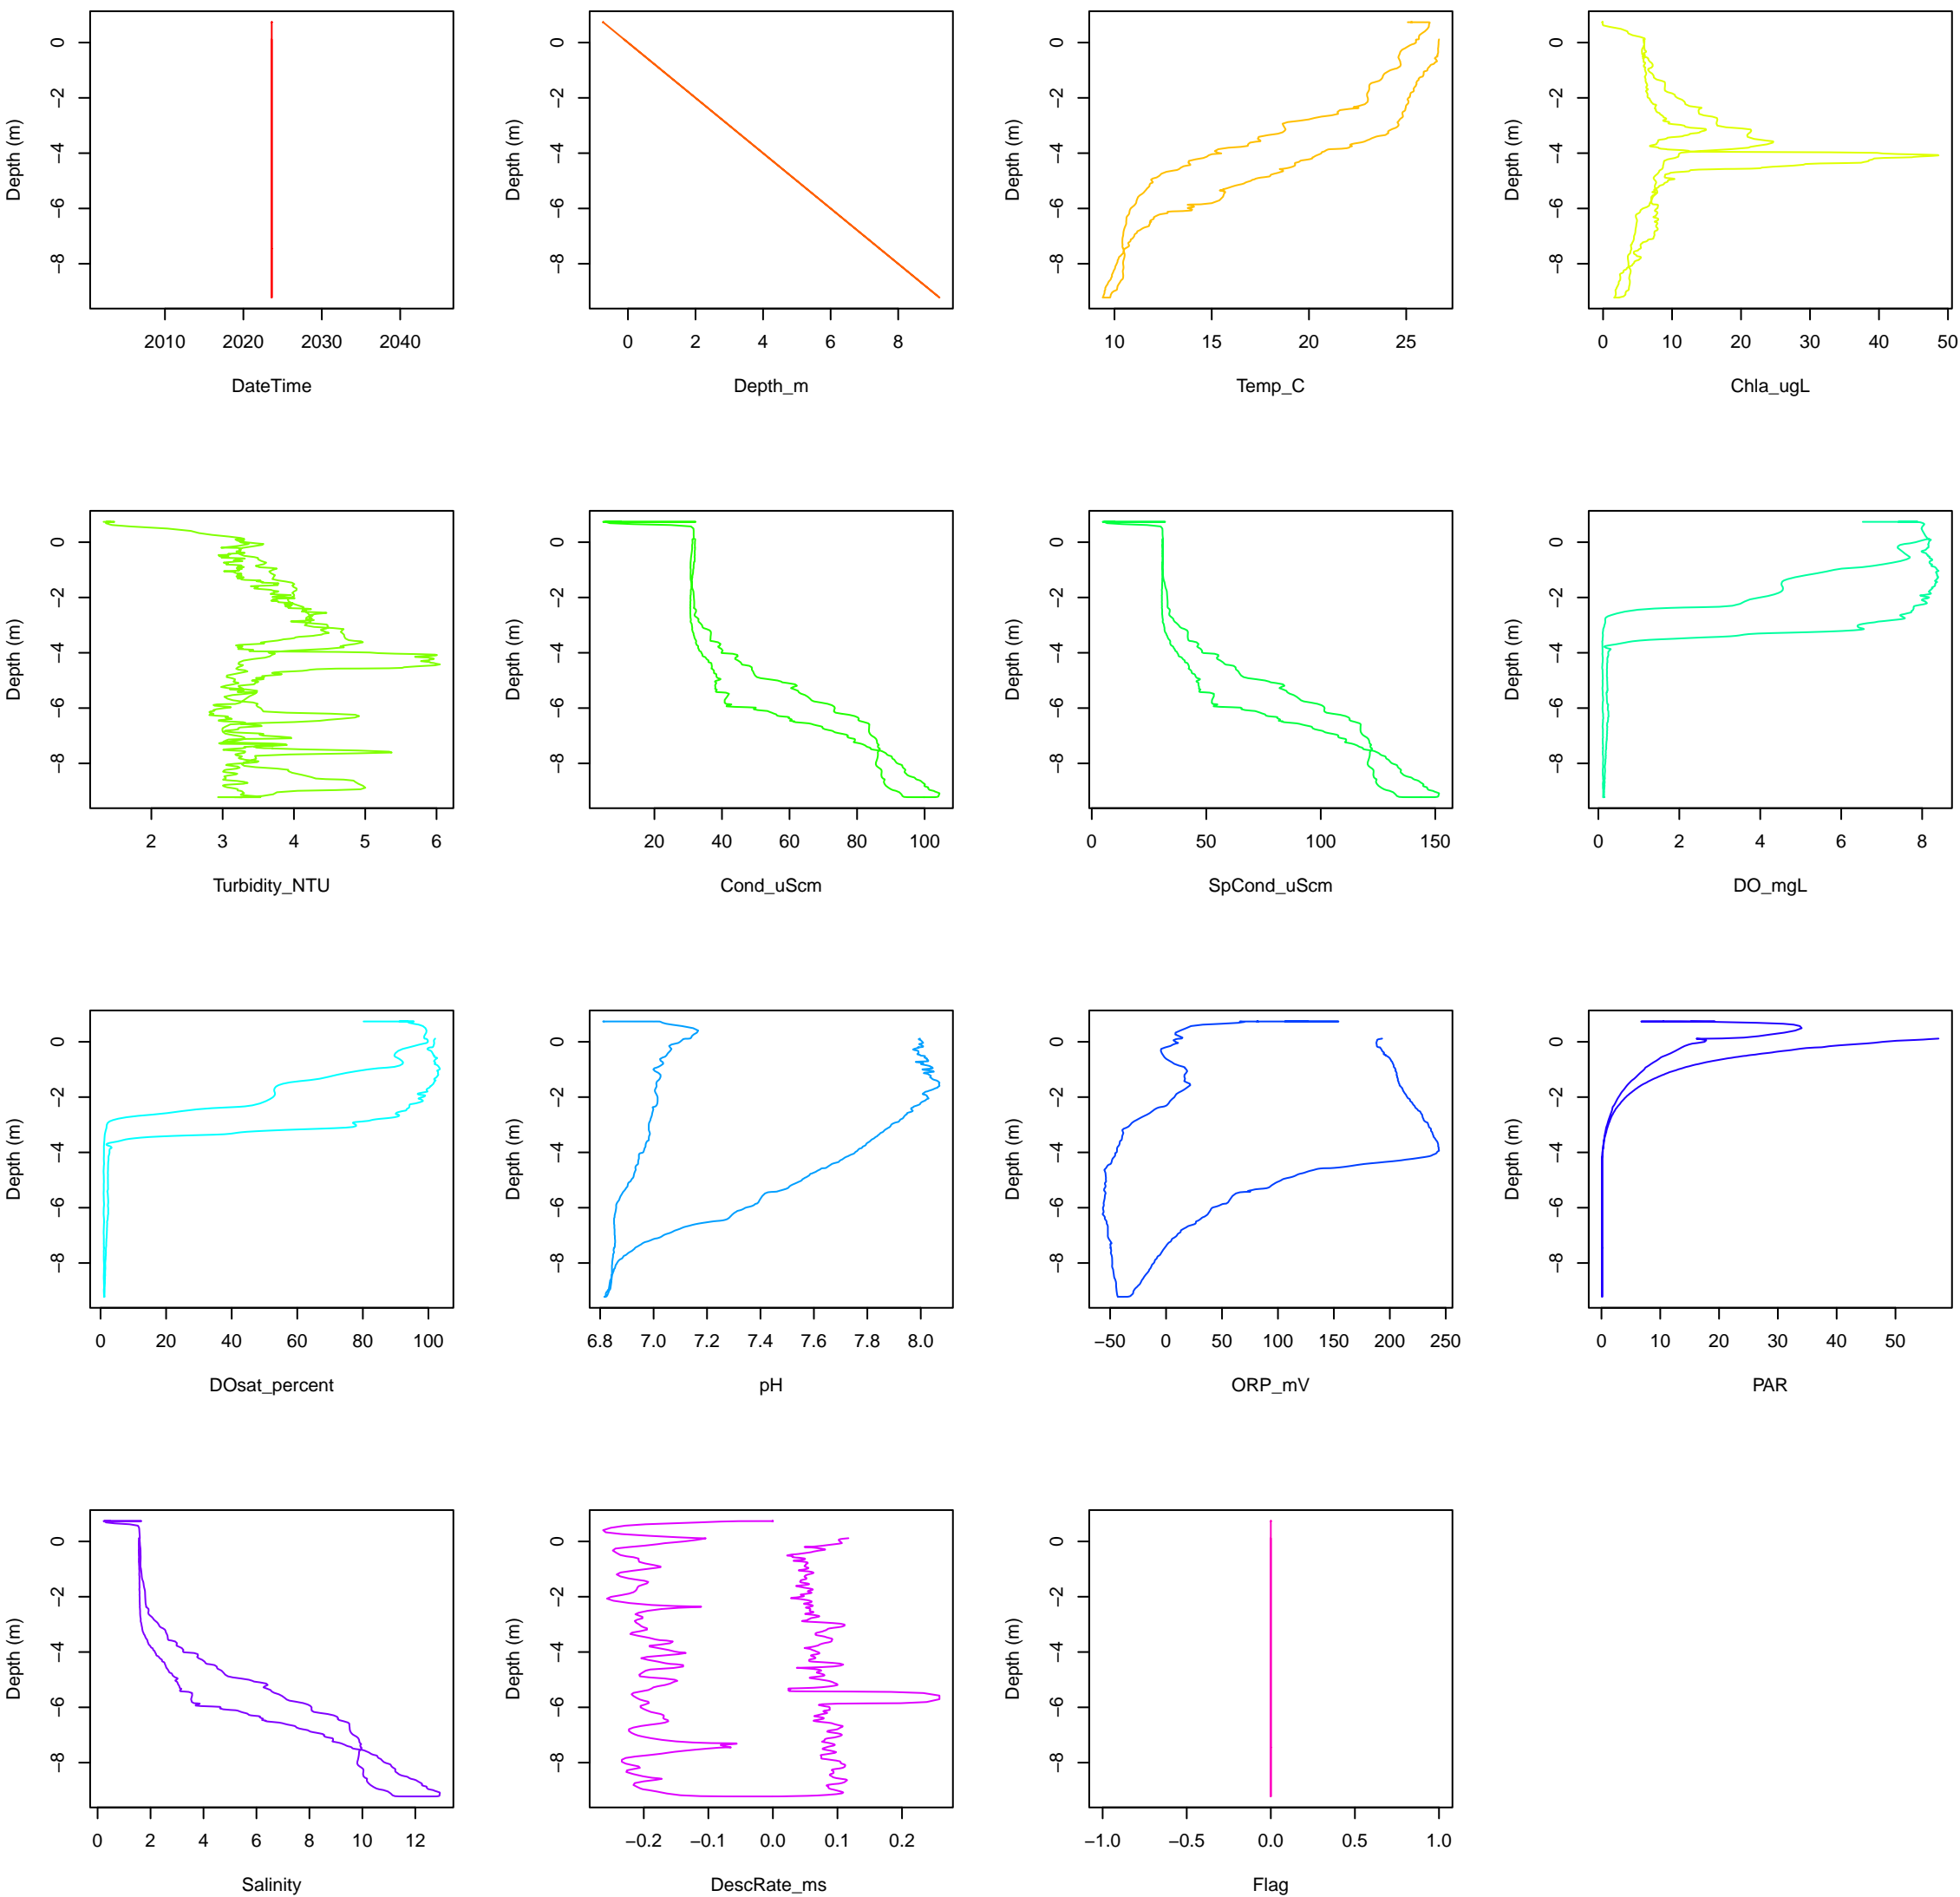 Depth (m)
0
−2
−4
−6
−8
2010 2020 2030 2040
DateTime
Depth (m)
0
−2
−4
−6
−8
0 2 4 6 8
Depth_m
Depth (m)
0
−2
−4
−6
−8
10 15 20 25
Temp_C
Depth (m)
0
−2
−4
−6
−8
0 10 20 30 40 50
Chla_ugL
Depth (m)
0
−2
−4
−6
−8
2 3 4 5 6
Turbidity_NTU
Depth (m)
0
−2
−4
−6
−8
20 40 60 80 100
Cond_uScm
Depth (m)
0
−2
−4
−6
−8
0 50 100 150
SpCond_uScm
Depth (m)
0
−2
−4
−6
−8
0 2 4 6 8
DO_mgL
Depth (m)
0
−2
−4
−6
−8
0 20 40 60 80 100
DOsat_percent
Depth (m)
0
−2
−4
−6
−8
6.8 7.0 7.2 7.4 7.6 7.8 8.0
pH
Depth (m)
0
−2
−4
−6
−8
−50 0 50 100 150 200 250
ORP_mV
Depth (m)
0
−2
−4
−6
−8
0 10 20 30 40 50
PAR
Depth (m)
0
−2
−4
−6
−8
0 2 4 6 8 10 12
Salinity
Depth (m)
0
−2
−4
−6
−8
−0.2 −0.1 0.0 0.1 0.2
DescRate_ms
Depth (m)
0
−2
−4
−6
−8
−1.0 −0.5 0.0 0.5 1.0
Flag